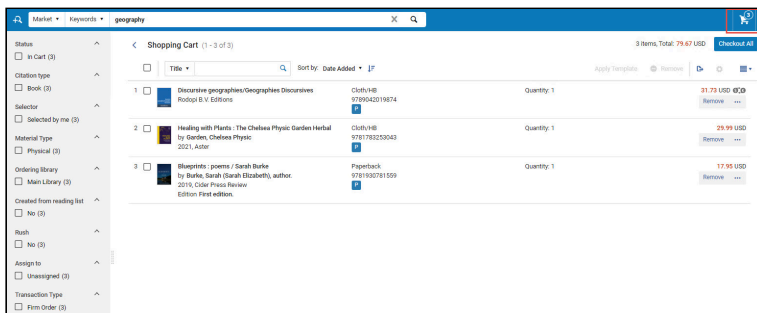 Market Keywords geography 3
Status
In Cart (3)
Citation type
Book (3)
Selector
Selected by me (3)
Material Type
Physical (3)
Ordering library
Main Library (3)
Created from reading list
No (3)
Rush
No (3)
Assign to
Unassigned (3)
Transaction Type
Firm Order (3)
Shopping Cart (1 - 3 of 3) 3 items, Total: 79.67 USD Checkout All
Title Sort by: Date Added Apply Template Remove
1 Discursive geographies/Geographies Discursives Cloth/HB Quantity: 1 31.73 USD
Rodopi B.V. Editions 9789042019874 Remove
P
2 Healing with Plants : The Chelsea Physic Garden Herbal Cloth/HB Quantity: 1 29.99 USD
by Garden, Chelsea Physic 9781783253043 Remove
2021, Aster P
3 Blueprints : poems / Sarah Burke Paperback Quantity: 1 17.95 USD
by Burke, Sarah (Sarah Elizabeth), author. 9781930781559 Remove
2019, Cider Press Review P
Edition First edition.